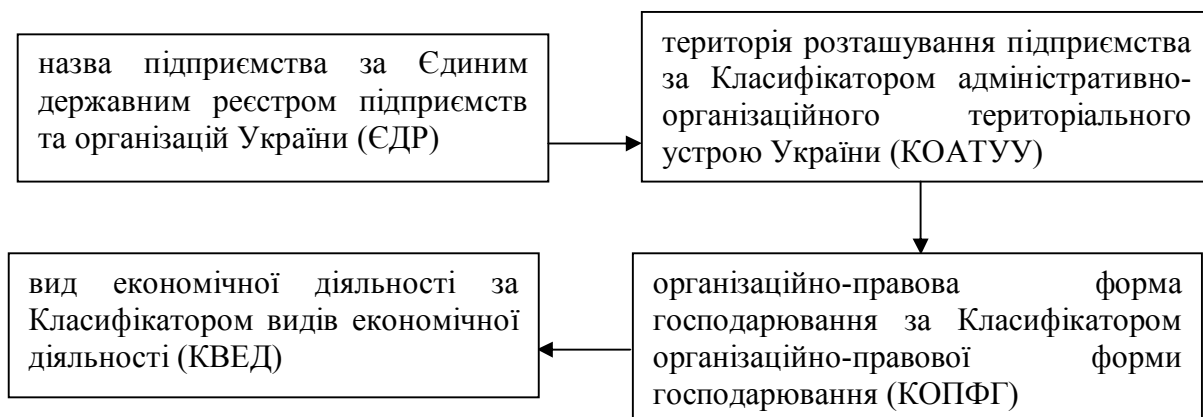 назва підприємства за Єдиним
державним реєстром підприємств
та організацій України (ЄДР)
територія розташування підприємства
за Класифікатором адміністративно-
організаційного територіального
устрою України (КОАТУУ)
вид економічної діяльності за
Класифікатором видів економічної
діяльності (КВЕД)
організаційно-правова форма
господарювання за Класифікатором
організаційно-правової форми
господарювання (КОПФГ)